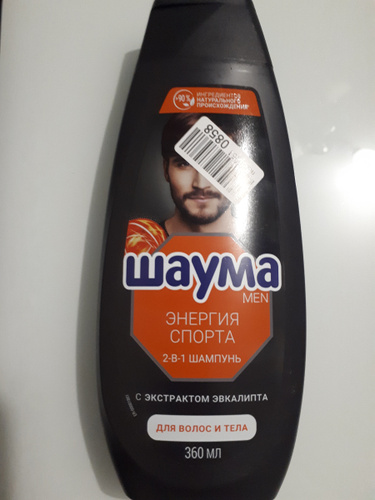 ~90%
ИНГРЕДИЕНТОВ
НАТУРАЛЬНОГО
ПРОИСХОЖДЕНИЯ
0858
шаума
MEN
ЭНЕРГИЯ
СПОРТА
2-В-1 ШАМПУНЬ
С ЭКСТРАКТОМ ЭВКАЛИПТА
ДЛЯ ВОЛОС И ТЕЛА
360 МЛ